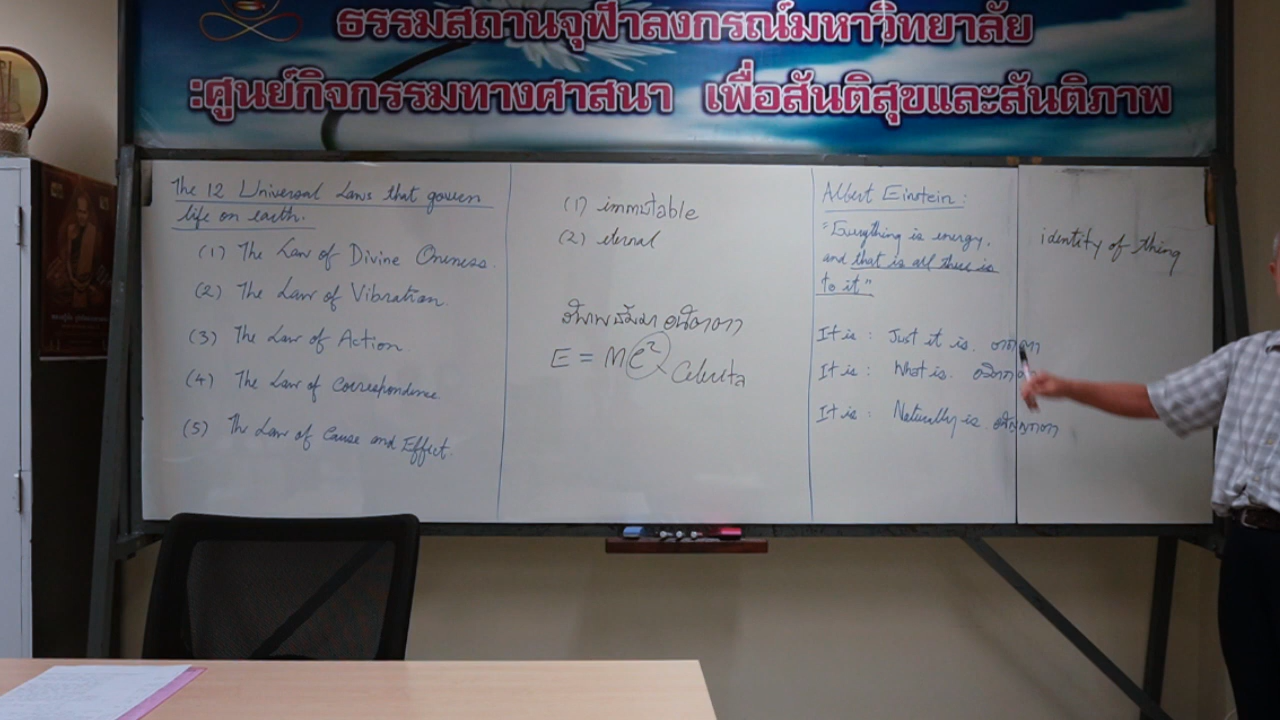 ธรรมสถานจุฬาลงกรณ์มหาวิทยาลัย
:ศูนย์กิจกรรมทางศาสนา เพื่อสันติสุขและสันติภาพ
The 12 Universal Laws that govern
life on earth.
(1) The Law of Divine Oneness.
(2) The Law of Vibration.
(3) The Law of Action.
(4) The Law of Correspondence.
(5) The Law of Cause and Effect.
(1) immutable
(2) eternal
E = MC²
Albert Einstein:
"Everything is energy,
and that is all there is
to it"
It is : Just it is.
It is : What is.
It is : Naturally is.
identity of thing